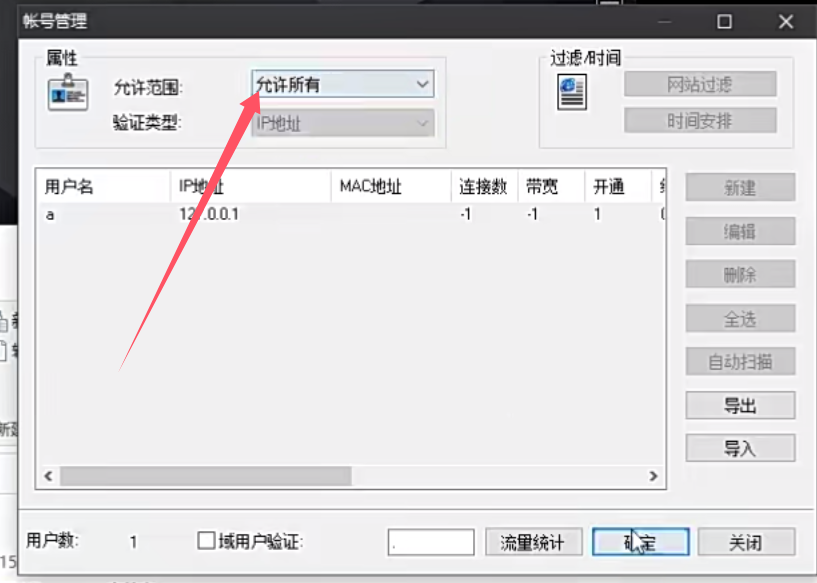 帐号管理
属性
允许范围: 允许所有
验证类型: IP地址
过滤/时间
网站过滤
时间安排
用户名 IP地址 MAC地址 连接数 带宽 开通
a 127.0.0.1 -1 -1 1
新建
编辑
删除
全选
自动扫描
导出
导入
用户数: 1 域用户验证: . 流量统计 确定 关闭